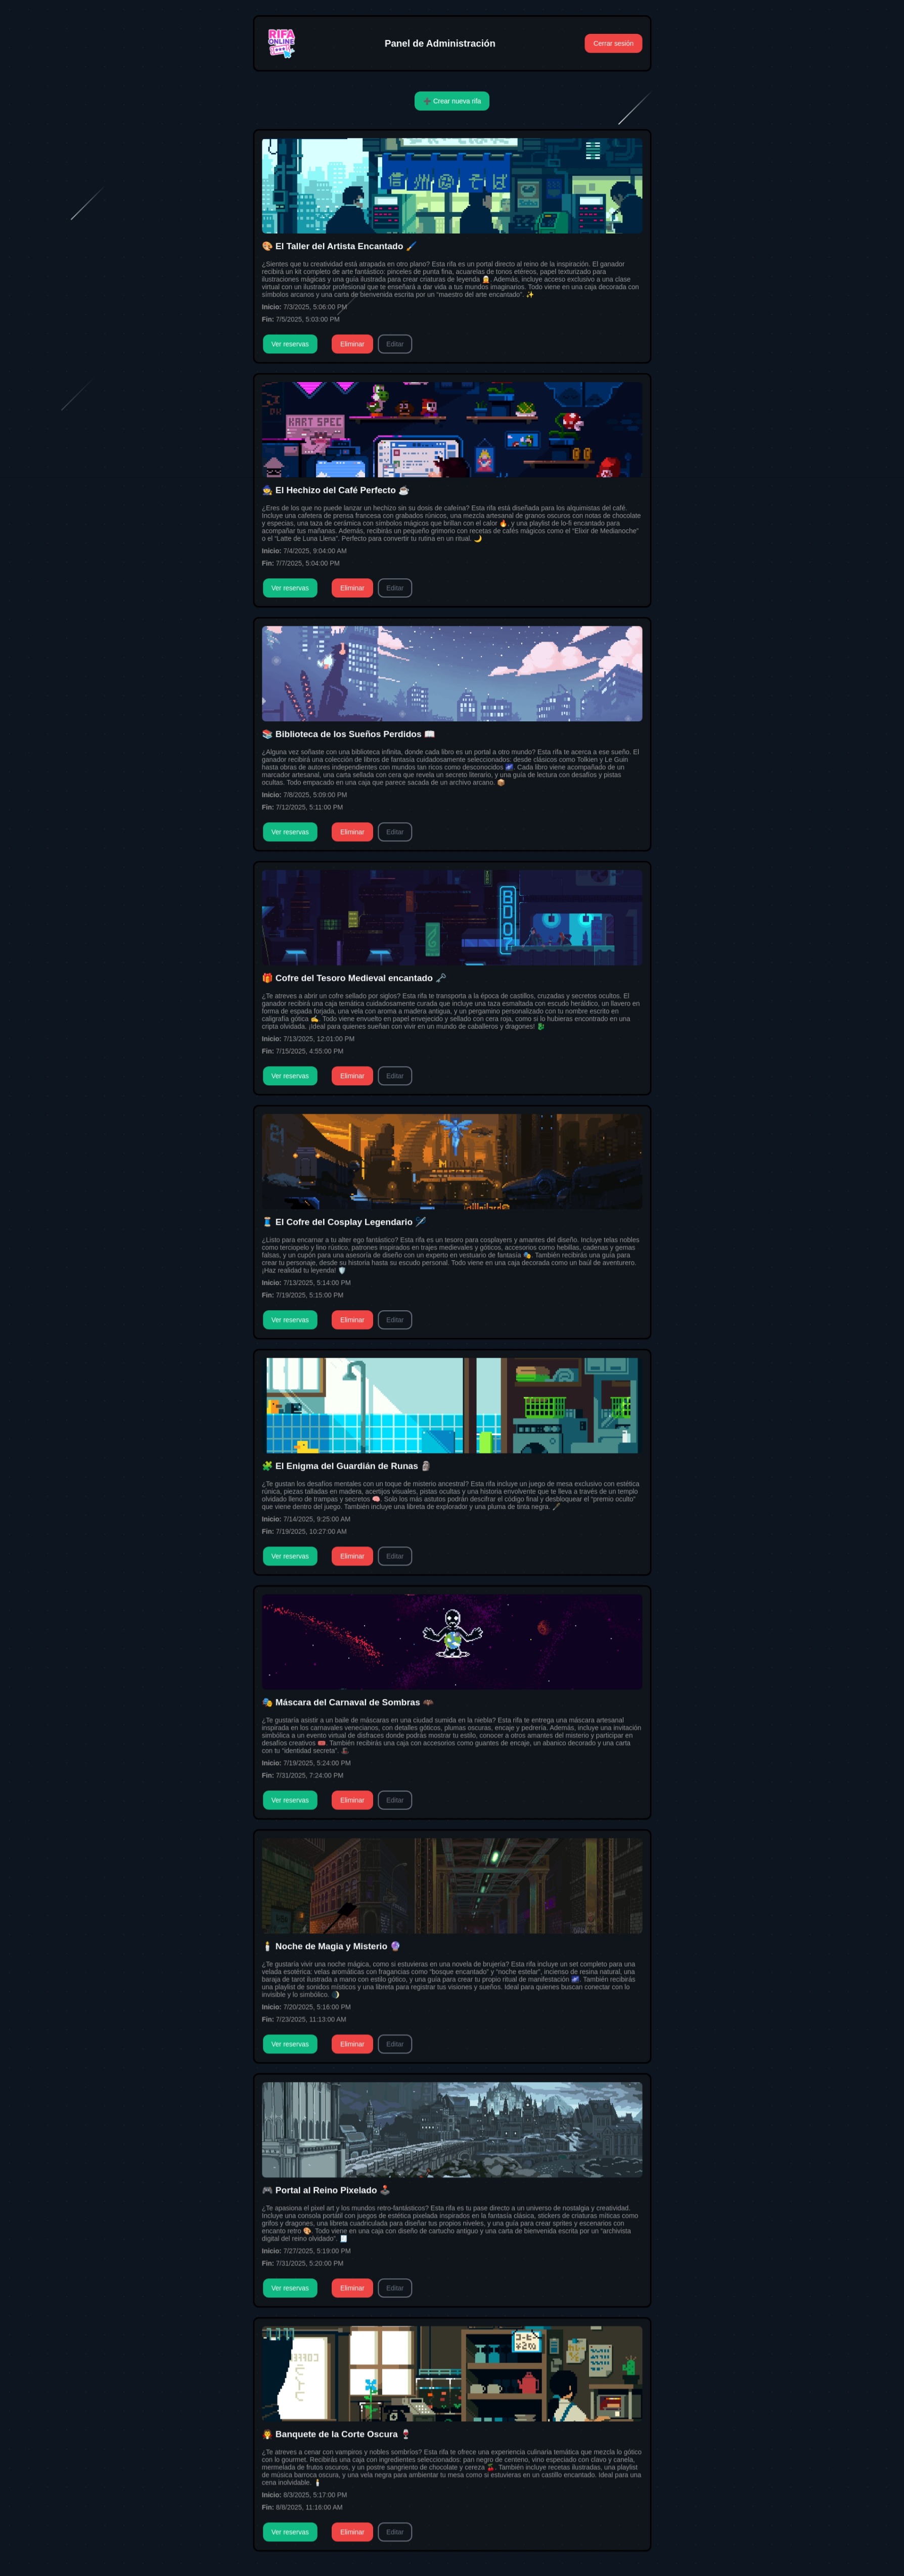 RIFA
ONLINE
Panel de Administración
Cerrar sesión
➕ Crear nueva rifa
信州 そば
Soba
🎨 El Taller del Artista Encantado 🖌️
¿Sientes que tu creatividad está atrapada en otro plano? Esta rifa es un portal directo al reino de la inspiración. El ganador
recibirá un kit completo de arte fantástico: pinceles de punta fina, acuarelas de tonos etéreos, papel texturizado para
ilustraciones mágicas y una guía ilustrada para crear criaturas de leyenda 🧝. Además, incluye acceso exclusivo a una clase
virtual con un ilustrador profesional que te enseñará a dar vida a tus mundos imaginarios. Todo viene en una caja decorada con
símbolos arcanos y una carta de bienvenida escrita por un "maestro del arte encantado". ✨
Inicio: 7/3/2025, 5:06:00 PM
Fin: 7/5/2025, 5:03:00 PM
Ver reservas Eliminar Editar
KART SPEC
🧙 El Hechizo del Café Perfecto ☕
¿Eres de los que no puede lanzar un hechizo sin su dosis de cafeína? Esta rifa está diseñada para los alquimistas del café.
Incluye una cafetera de prensa francesa con grabados rúnicos, una mezcla artesanal de granos oscuros con notas de chocolate
y especias, una taza de cerámica con símbolos mágicos que brillan con el calor 🔥, y una playlist de lo-fi encantado para
acompañar tus mañanas. Además, recibirás un pequeño grimorio con recetas de cafés mágicos como el "Elixir de Medianoche"
o el "Latte de Luna Llena". Perfecto para convertir tu rutina en un ritual. 🌙
Inicio: 7/4/2025, 9:04:00 AM
Fin: 7/7/2025, 5:04:00 PM
Ver reservas Eliminar Editar
APPLE
📚 Biblioteca de los Sueños Perdidos 📖
¿Alguna vez soñaste con una biblioteca infinita, donde cada libro es un portal a otro mundo? Esta rifa te acerca a ese sueño. El
ganador recibirá una colección de libros de fantasía cuidadosamente seleccionados: desde clásicos como Tolkien y Le Guin
hasta obras de autores independientes con mundos tan ricos como desconocidos 🌌. Cada libro viene acompañado de un
marcador artesanal, una carta sellada con cera que revela un secreto literario, y una guía de lectura con desafíos y pistas
ocultas. Todo empacado en una caja que parece sacada de un archivo arcano. 📦
Inicio: 7/8/2025, 5:09:00 PM
Fin: 7/12/2025, 5:11:00 PM
Ver reservas Eliminar Editar
🎁 Cofre del Tesoro Medieval encantado 🗝️
¿Te atreves a abrir un cofre sellado por siglos? Esta rifa te transporta a la época de castillos, cruzadas y secretos ocultos. El
ganador recibirá una caja temática cuidadosamente curada que incluye una taza esmaltada con escudo heráldico, un llavero en
forma de espada forjada, una vela con aroma a madera antigua, y un pergamino personalizado con tu nombre escrito en
caligrafía gótica ✍️. Todo viene envuelto en papel envejecido y sellado con cera roja, como si lo hubieras encontrado en una
cripta olvidada. ¡Ideal para quienes sueñan con vivir en un mundo de caballeros y dragones! 🐉
Inicio: 7/13/2025, 12:01:00 PM
Fin: 7/15/2025, 4:55:00 PM
Ver reservas Eliminar Editar
🧵 El Cofre del Cosplay Legendario 🪡
¿Listo para encarnar a tu alter ego fantástico? Esta rifa es un tesoro para cosplayers y amantes del diseño. Incluye telas nobles
como terciopelo y lino rústico, patrones inspirados en trajes medievales y góticos, accesorios como hebillas, cadenas y gemas
falsas, y un cupón para una asesoría de diseño con un experto en vestuario de fantasía 🎭. También recibirás una guía para
crear tu personaje, desde su historia hasta su escudo personal. Todo viene en una caja decorada como un baúl de aventurero.
¡Haz realidad tu leyenda! 🛡️
Inicio: 7/13/2025, 5:14:00 PM
Fin: 7/19/2025, 5:15:00 PM
Ver reservas Eliminar Editar
🧩 El Enigma del Guardián de Runas 🗿
¿Te gustan los desafíos mentales con un toque de misterio ancestral? Esta rifa incluye un juego de mesa exclusivo con estética
rúnica, piezas talladas en madera, acertijos visuales, pistas ocultas y una historia envolvente que te lleva a través de un templo
olvidado lleno de trampas y secretos 🧠. Solo los más astutos podrán descifrar el código final y desbloquear el "premio oculto"
que viene dentro del juego. También incluye una libreta de explorador y una pluma de tinta negra. 🖋️
Inicio: 7/14/2025, 9:25:00 AM
Fin: 7/19/2025, 10:27:00 AM
Ver reservas Eliminar Editar
🎭 Máscara del Carnaval de Sombras 🦇
¿Te gustaría asistir a un baile de máscaras en una ciudad sumida en la niebla? Esta rifa te entrega una máscara artesanal
inspirada en los carnavales venecianos, con detalles góticos, plumas oscuras, encaje y pedrería. Además, incluye una invitación
simbólica a un evento virtual de disfraces donde podrás mostrar tu estilo, conocer a otros amantes del misterio y participar en
desafíos creativos 🎟️. También recibirás una caja con accesorios como guantes de encaje, un abanico decorado y una carta
con tu "identidad secreta". 🎩
Inicio: 7/19/2025, 5:24:00 PM
Fin: 7/31/2025, 7:24:00 PM
Ver reservas Eliminar Editar
🕯️ Noche de Magia y Misterio 🔮
¿Te gustaría vivir una noche mágica, como si estuvieras en una novela de brujería? Esta rifa incluye un set completo para una
velada esotérica: velas aromáticas con fragancias como "bosque encantado" y "noche estelar", incienso de resina natural, una
baraja de tarot ilustrada a mano con estilo gótico, y una guía para crear tu propio ritual de manifestación 🌌. También recibirás
una playlist de sonidos místicos y una libreta para registrar tus visiones y sueños. Ideal para quienes buscan conectar con lo
invisible y lo simbólico. 🌒
Inicio: 7/20/2025, 5:16:00 PM
Fin: 7/23/2025, 11:13:00 AM
Ver reservas Eliminar Editar
🎮 Portal al Reino Pixelado 🕹️
¿Te apasiona el pixel art y los mundos retro-fantásticos? Esta rifa es tu pase directo a un universo de nostalgia y creatividad.
Incluye una consola portátil con juegos de estética pixelada inspirados en la fantasía clásica, stickers de criaturas míticas como
grifos y dragones, una libreta cuadriculada para diseñar tus propios niveles, y una guía para crear sprites y escenarios con
encanto retro 🎨. Todo viene en una caja con diseño de cartucho antiguo y una carta de bienvenida escrita por un "archivista
digital del reino olvidado". 🧾
Inicio: 7/27/2025, 5:19:00 PM
Fin: 7/31/2025, 5:20:00 PM
Ver reservas Eliminar Editar
コーヒー
¥200
🧛 Banquete de la Corte Oscura 🍷
¿Te atreves a cenar con vampiros y nobles sombríos? Esta rifa te ofrece una experiencia culinaria temática que mezcla lo gótico
con lo gourmet. Recibirás una caja con ingredientes seleccionados: pan negro de centeno, vino especiado con clavo y canela,
mermelada de frutos oscuros, y un postre sangriento de chocolate y cereza 🍒. También incluye recetas ilustradas, una playlist
de música barroca oscura, y una vela negra para ambientar tu mesa como si estuvieras en un castillo encantado. Ideal para una
cena inolvidable. 🕯️
Inicio: 8/3/2025, 5:17:00 PM
Fin: 8/8/2025, 11:16:00 AM
Ver reservas Eliminar Editar